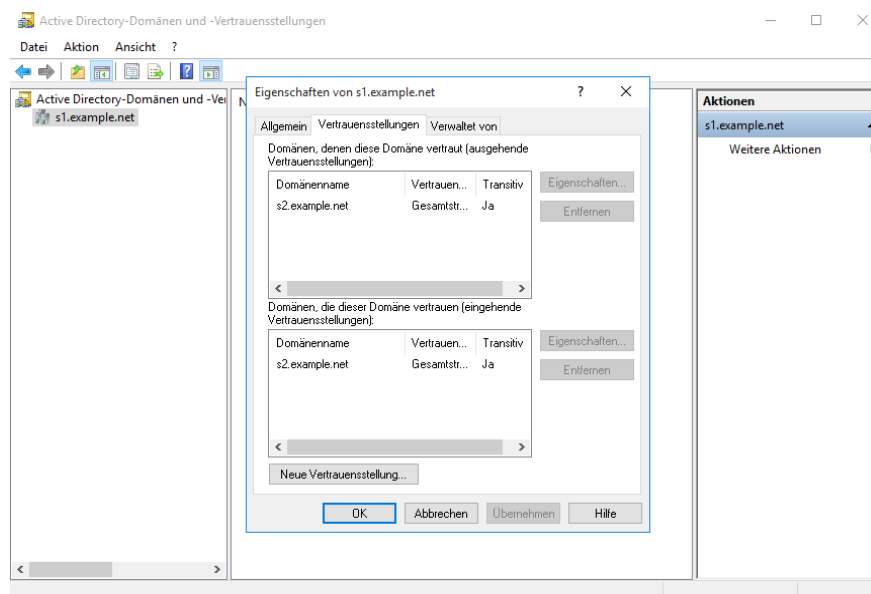 Active Directory-Domänen und -Vertrauensstellungen
Datei Aktion Ansicht ?
Active Directory-Domänen und -Ver
s1.example.net
N
Eigenschaften von s1.example.net ?
Allgemein Vertrauensstellungen Verwaltet von
Domänen, denen diese Domäne vertraut (ausgehende
Vertrauensstellungen):
Domänenname Vertrauen... Transitiv
s2.example.net Gesamtstr... Ja
Eigenschaften...
Entfernen
Domänen, die dieser Domäne vertrauen (eingehende
Vertrauensstellungen):
Domänenname Vertrauen... Transitiv
s2.example.net Gesamtstr... Ja
Eigenschaften...
Entfernen
Neue Vertrauensstellung...
OK Abbrechen Übernehmen Hilfe
Aktionen
s1.example.net
Weitere Aktionen